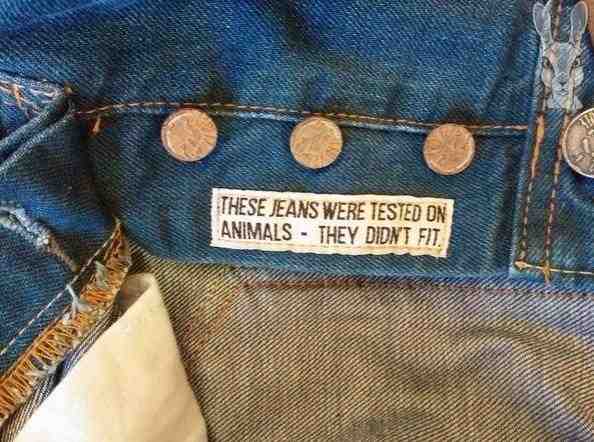 THESE JEANS WERE TESTED ON
ANIMALS - THEY DIDN'T FIT.